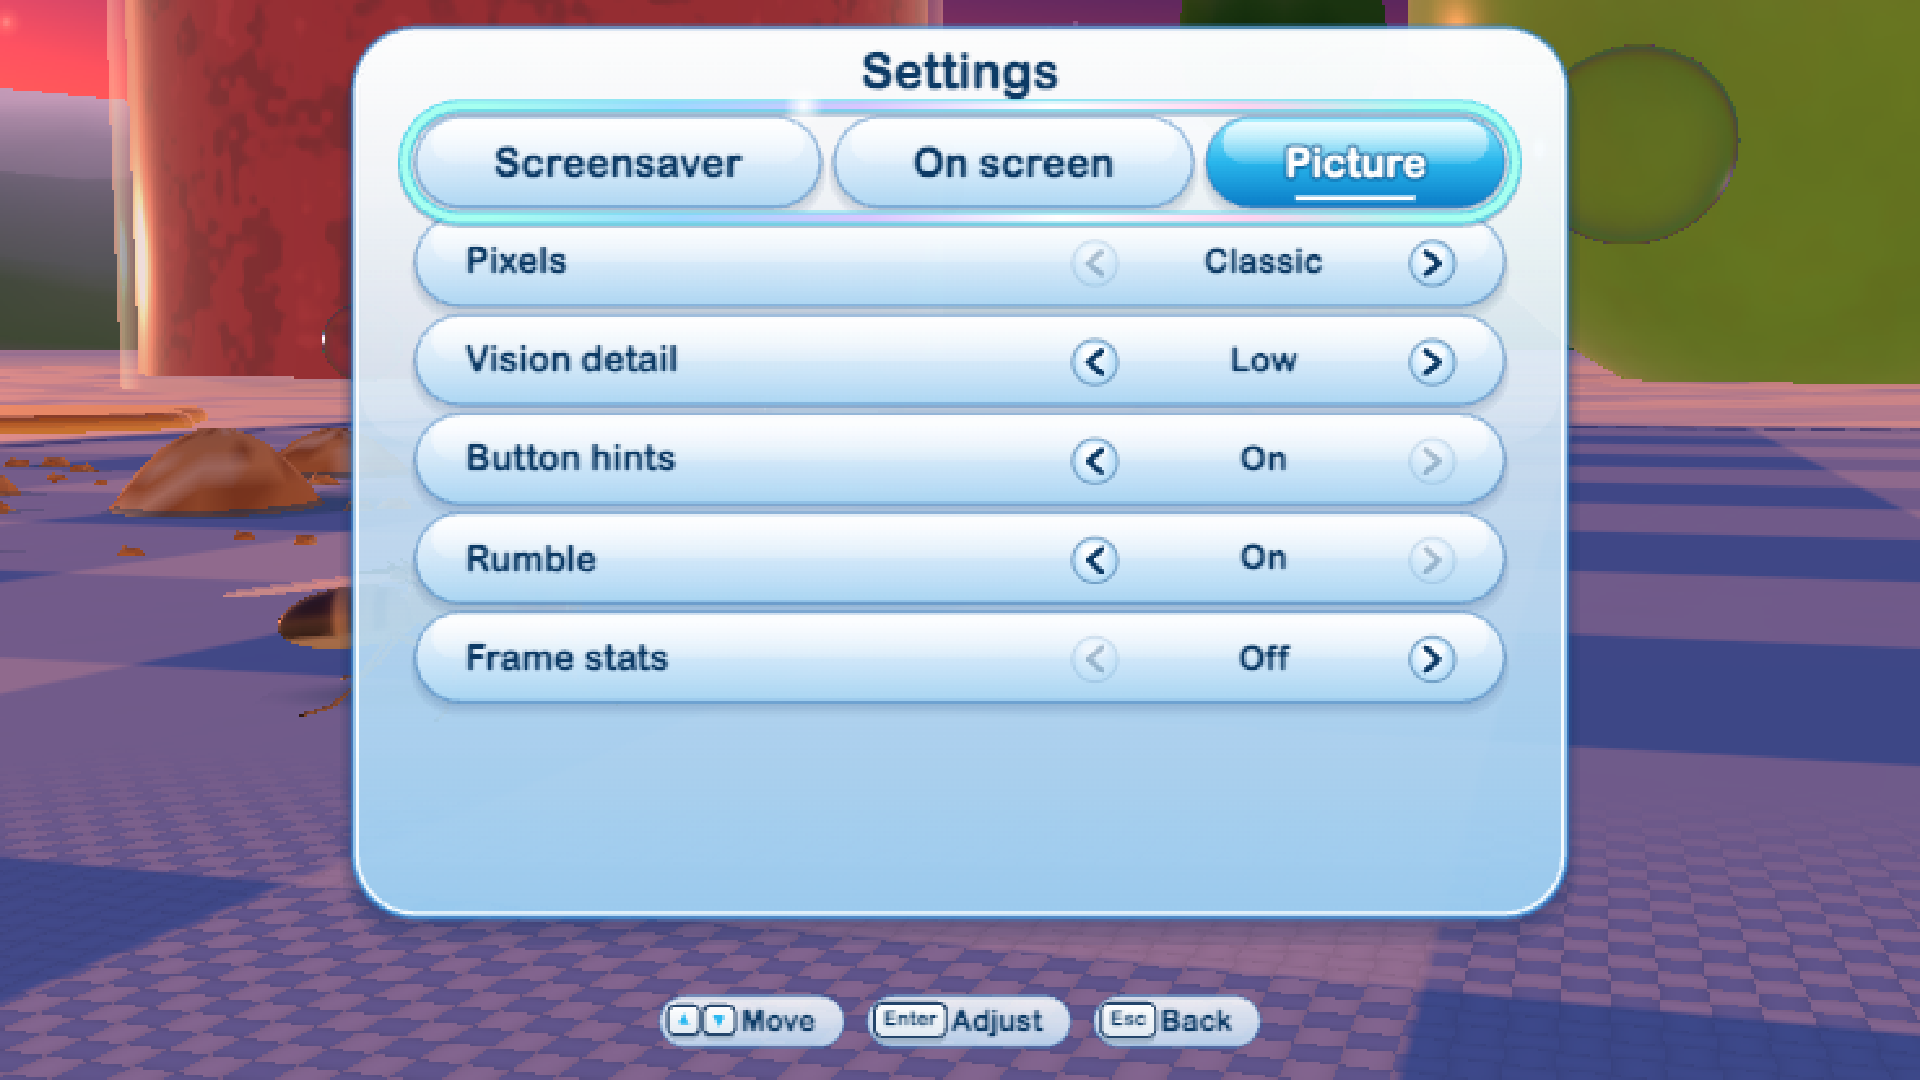 Settings
Screensaver On screen Picture
Pixels Classic
Vision detail Low
Button hints On
Rumble On
Frame stats Off
Move Enter Adjust Esc Back